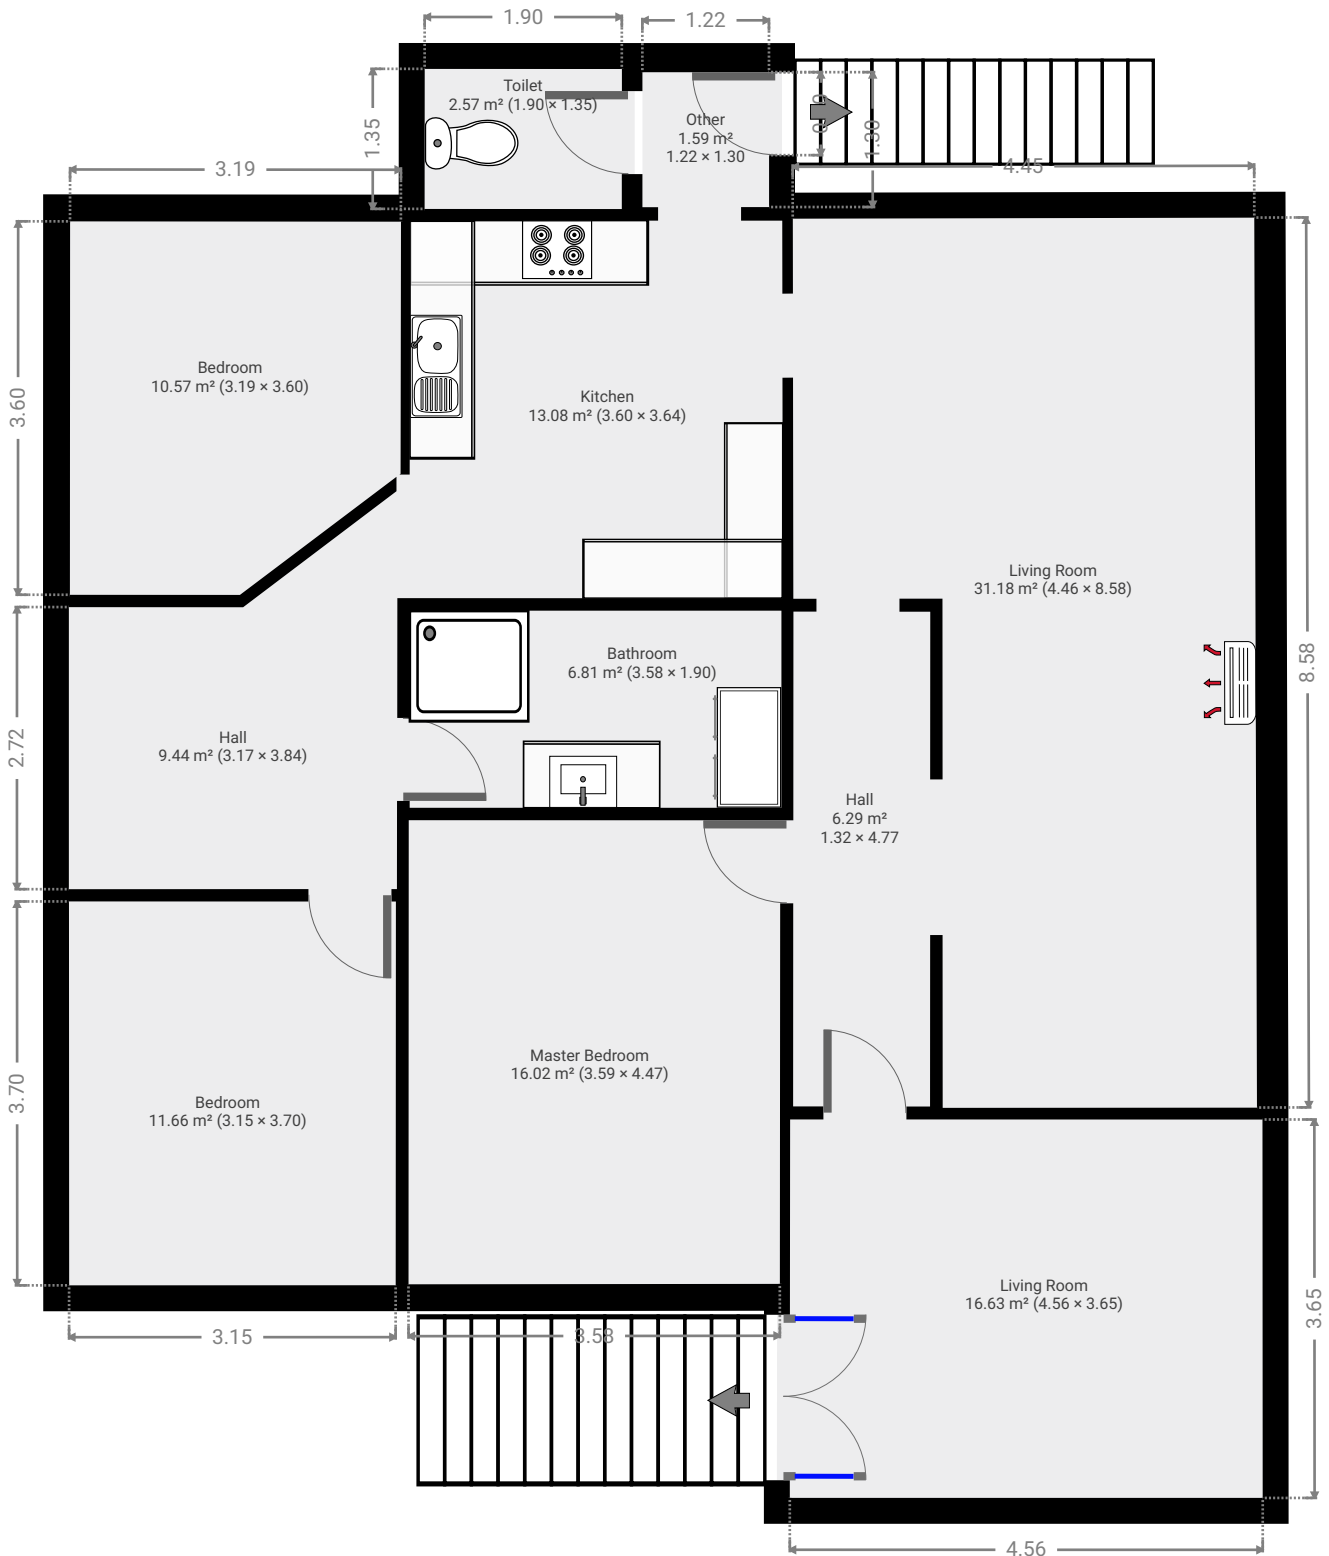 1.90
1.22
1.35
Toilet
2.57 m² (1.90 × 1.35)
Other
1.59 m²
1.22 × 1.30
1.30
3.19
4.45
3.60
Bedroom
10.57 m² (3.19 × 3.60)
Kitchen
13.08 m² (3.60 × 3.64)
Living Room
31.18 m² (4.46 × 8.58)
8.58
Bathroom
6.81 m² (3.58 × 1.90)
2.72
Hall
9.44 m² (3.17 × 3.84)
Hall
6.29 m²
1.32 × 4.77
3.70
Bedroom
11.66 m² (3.15 × 3.70)
Master Bedroom
16.02 m² (3.59 × 4.47)
Living Room
16.63 m² (4.56 × 3.65)
3.65
3.15
3.58
4.56